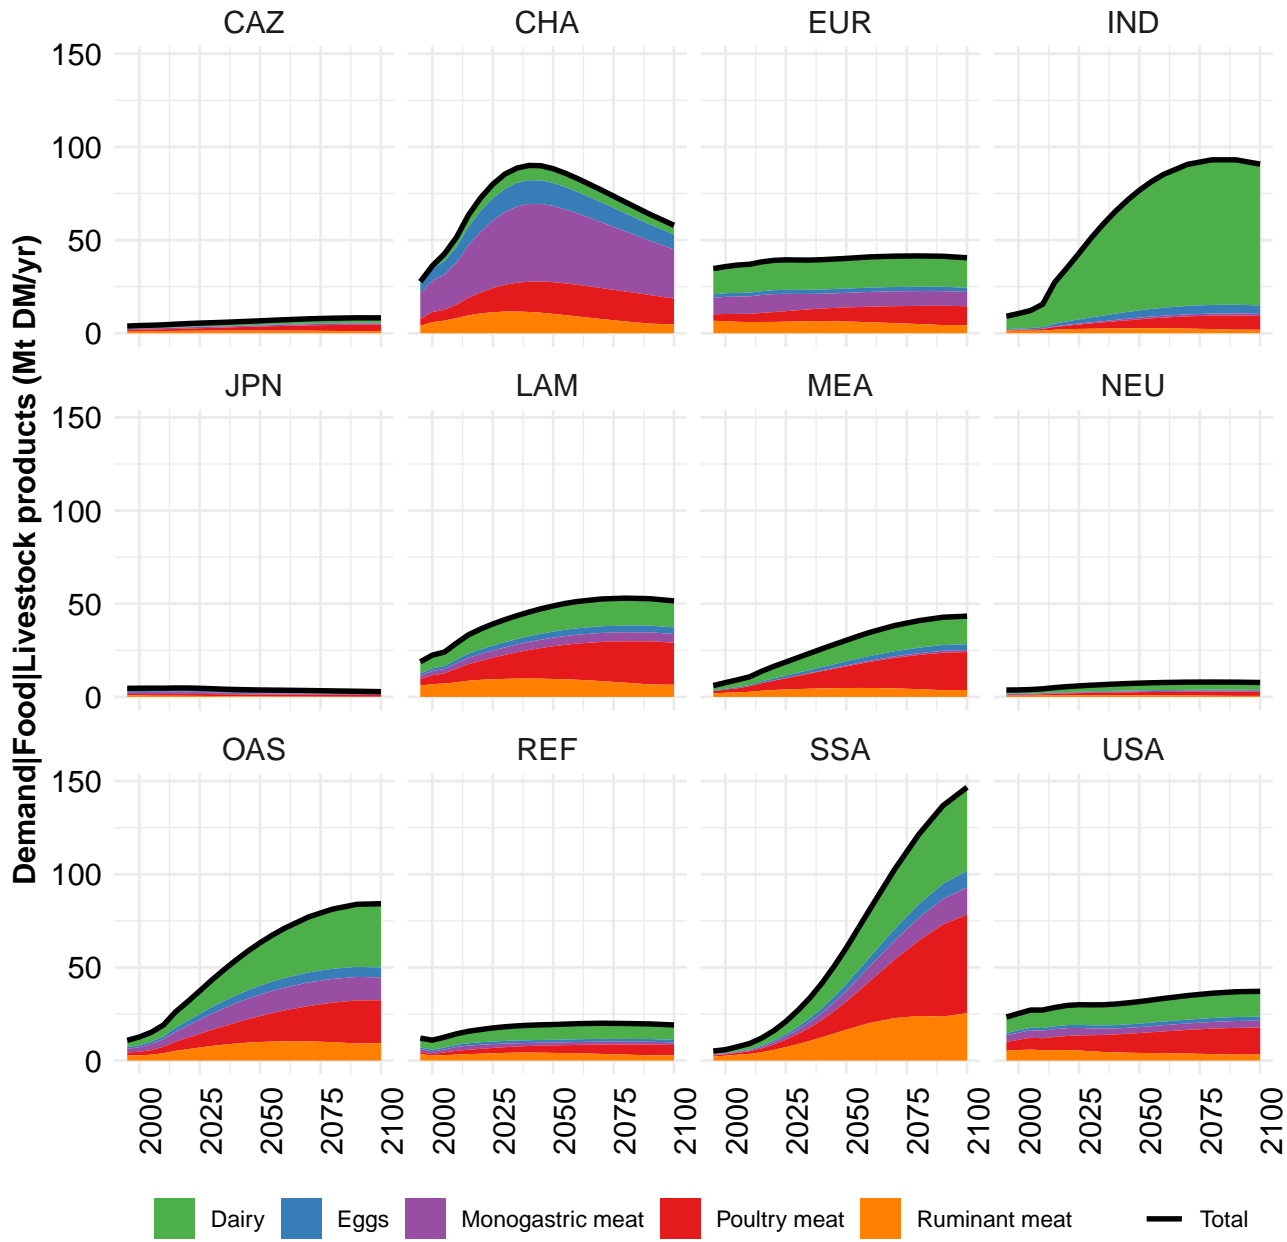 CAZ CHA EUR IND
150
100
50
0
JPN LAM MEA NEU
150
100
50
0
OAS REF SSA USA
150
100
50
0
2000 2025 2050 2075 2100 2000 2025 2050 2075 2100 2000 2025 2050 2075 2100 2000 2025 2050 2075 2100
Demand|Food|Livestock products (Mt DM/yr)
Dairy Eggs Monogastric meat Poultry meat Ruminant meat Total